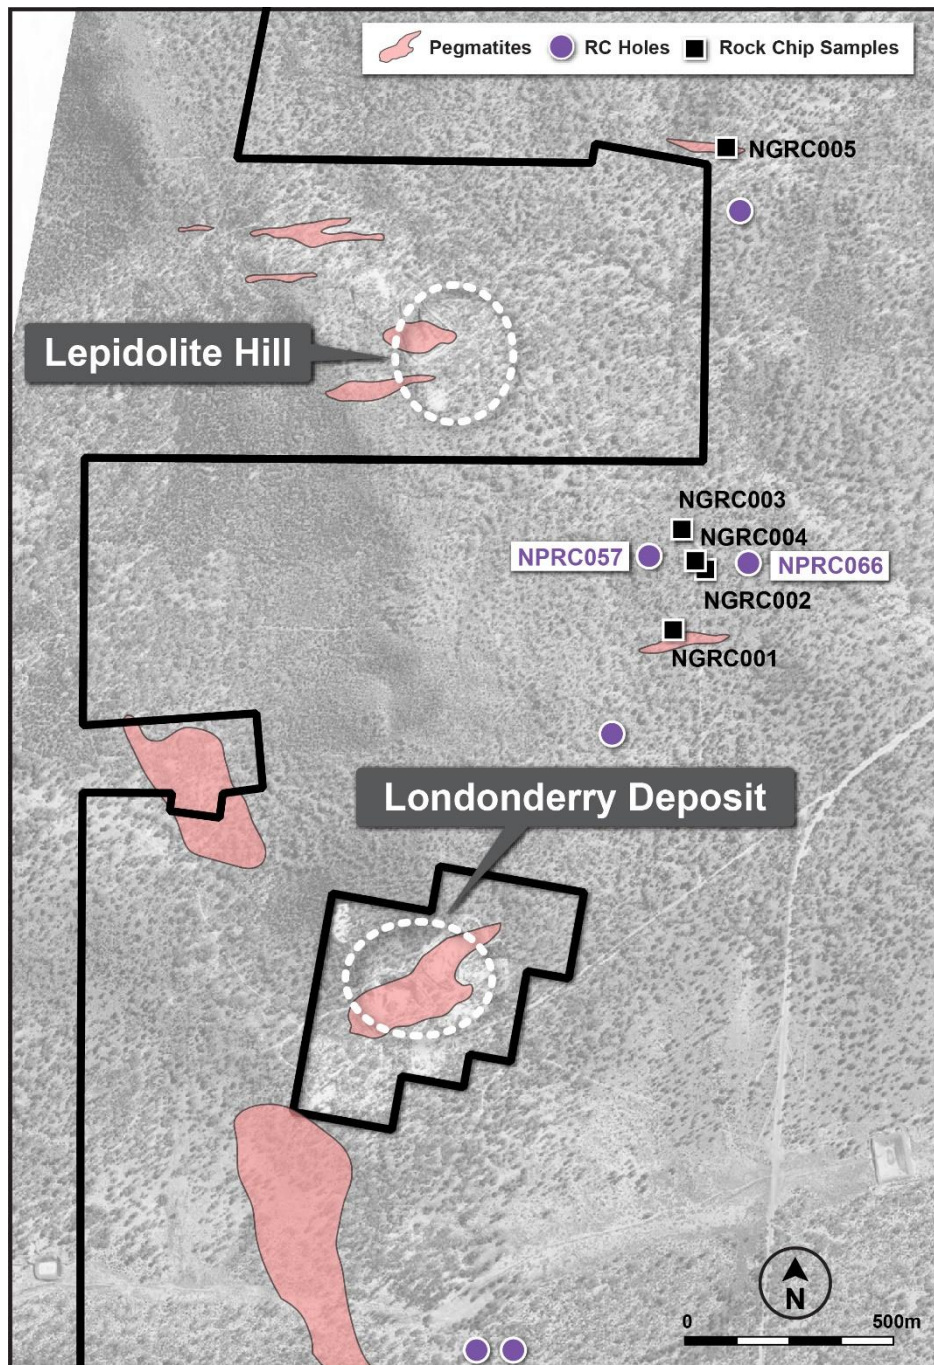 Pegmatites
RC Holes
Rock Chip Samples
NGRC005
Lepidolite Hill
NGRC003
NGRC004
NPRC057
NPRC066
NGRC002
NGRC001
Londonderry Deposit
N
0
500m